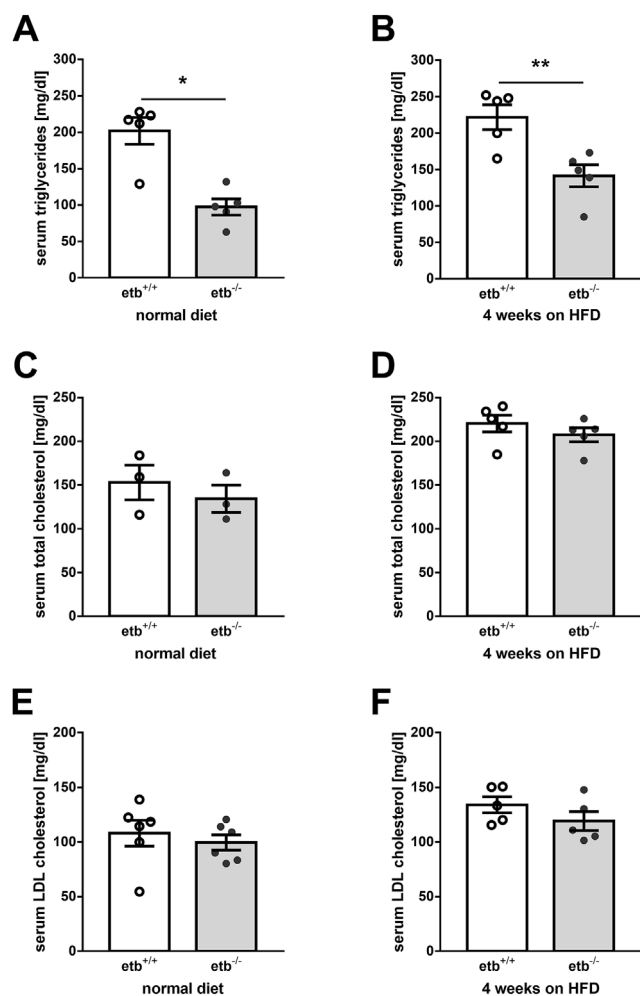 A
serum triglycerides [mg/dl]
300
250
200
150
100
50
0
*
etb+/+
etb-/-
normal diet
B
serum triglycerides [mg/dl]
300
250
200
150
100
50
0
**
etb+/+
etb-/-
4 weeks on HFD
C
serum total cholesterol [mg/dl]
250
200
150
100
50
0
etb+/+
etb-/-
normal diet
D
serum total cholesterol [mg/dl]
250
200
150
100
50
0
etb+/+
etb-/-
4 weeks on HFD
E
serum LDL cholesterol [mg/dl]
200
150
100
50
0
etb+/+
etb-/-
normal diet
F
serum LDL cholesterol [mg/dl]
200
150
100
50
0
etb+/+
etb-/-
4 weeks on HFD